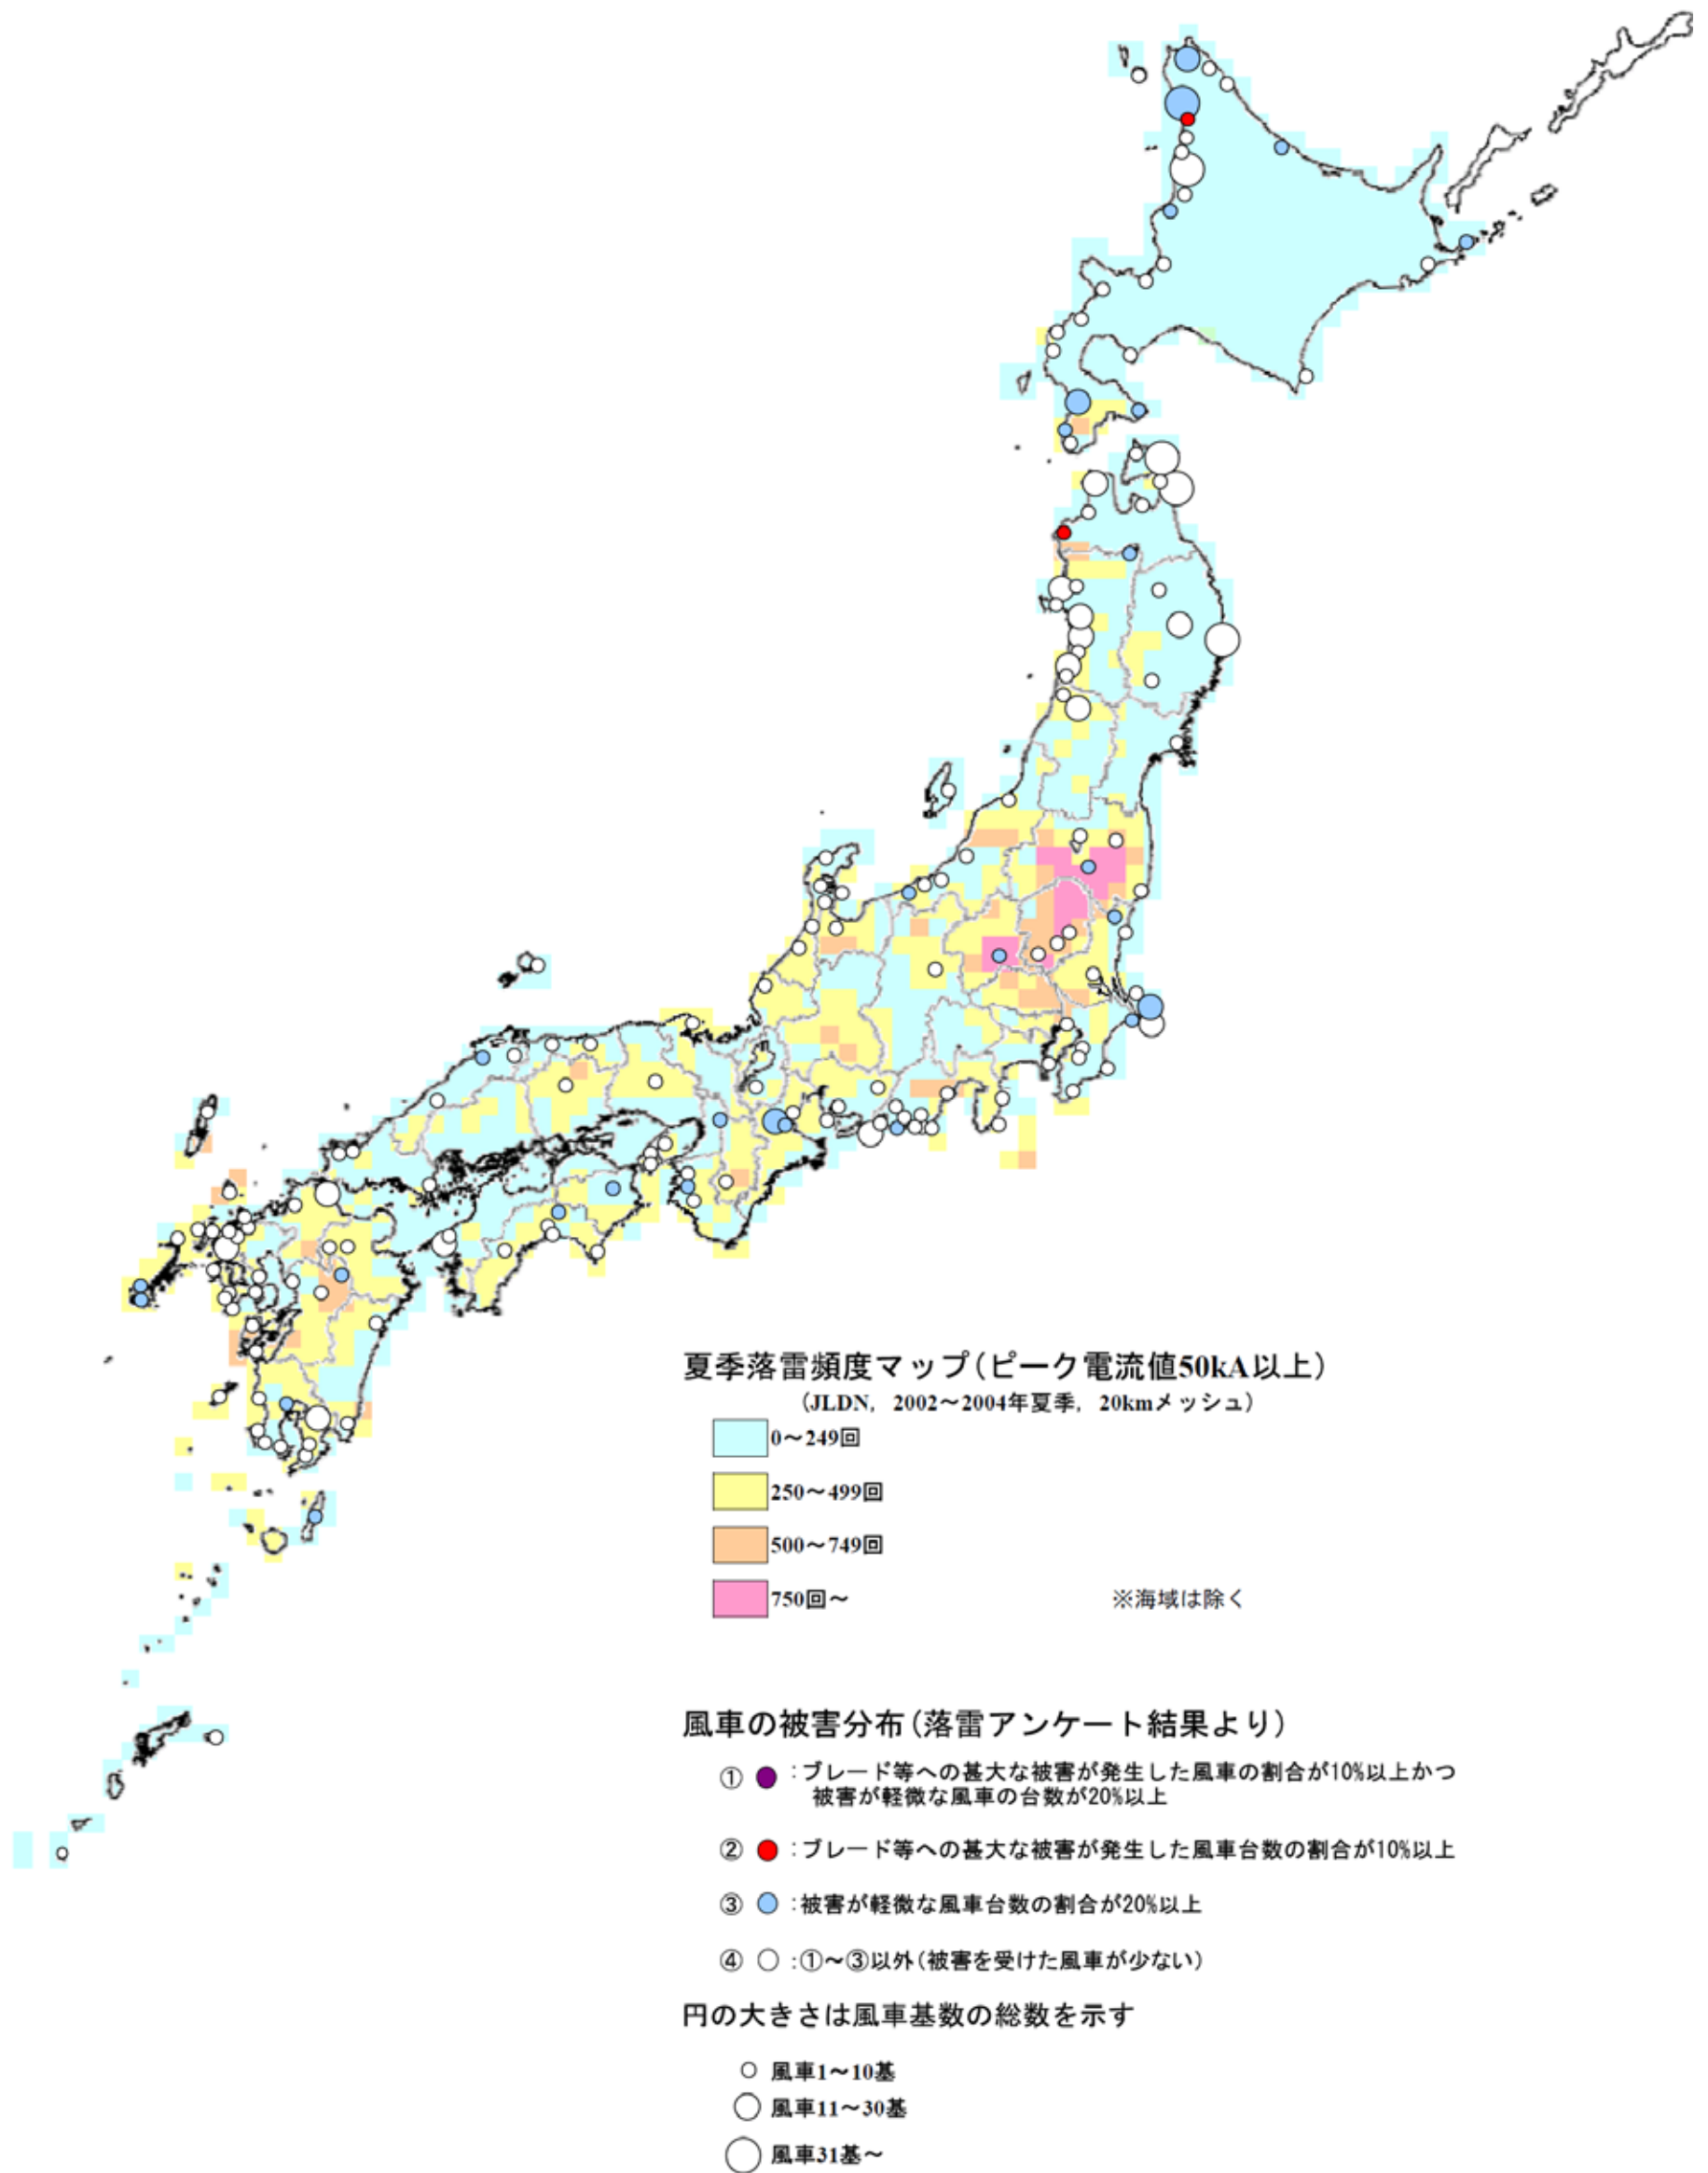 夏季落雷頻度マップ(ピーク電流値50kA以上)
(JLDN, 2002～2004年夏季, 20kmメッシュ)
0～249回
250～499回
500～749回
750回～
※海域は除く
風車の被害分布(落雷アンケート結果より)
① :ブレード等への甚大な被害が発生した風車の割合が10%以上かつ
被害が軽微な風車の台数が20%以上
② :ブレード等への甚大な被害が発生した風車台数の割合が10%以上
③ :被害が軽微な風車台数の割合が20%以上
④ :①～③以外(被害を受けた風車が少ない)
円の大きさは風車基数の総数を示す
風車1～10基
風車11～30基
風車31基～